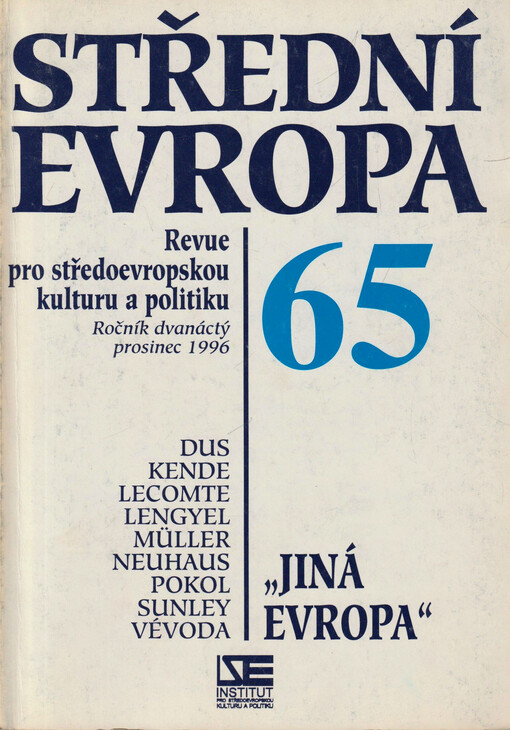 STŘEDNÍ
EVROPA
Revue
pro středoevropskou
kulturu a politiku
Ročník dvanáctý
prosinec 1996
65
DUS
KENDE
LECOMTE
LENGYEL
MÜLLER
NEUHAUS
POKOL
SUNLEY
VÉVODA
„JINÁ
EVROPA“
ISE
INSTITUT
PRO STŘEDOEVROPSKOU
KULTURU A POLITIKU